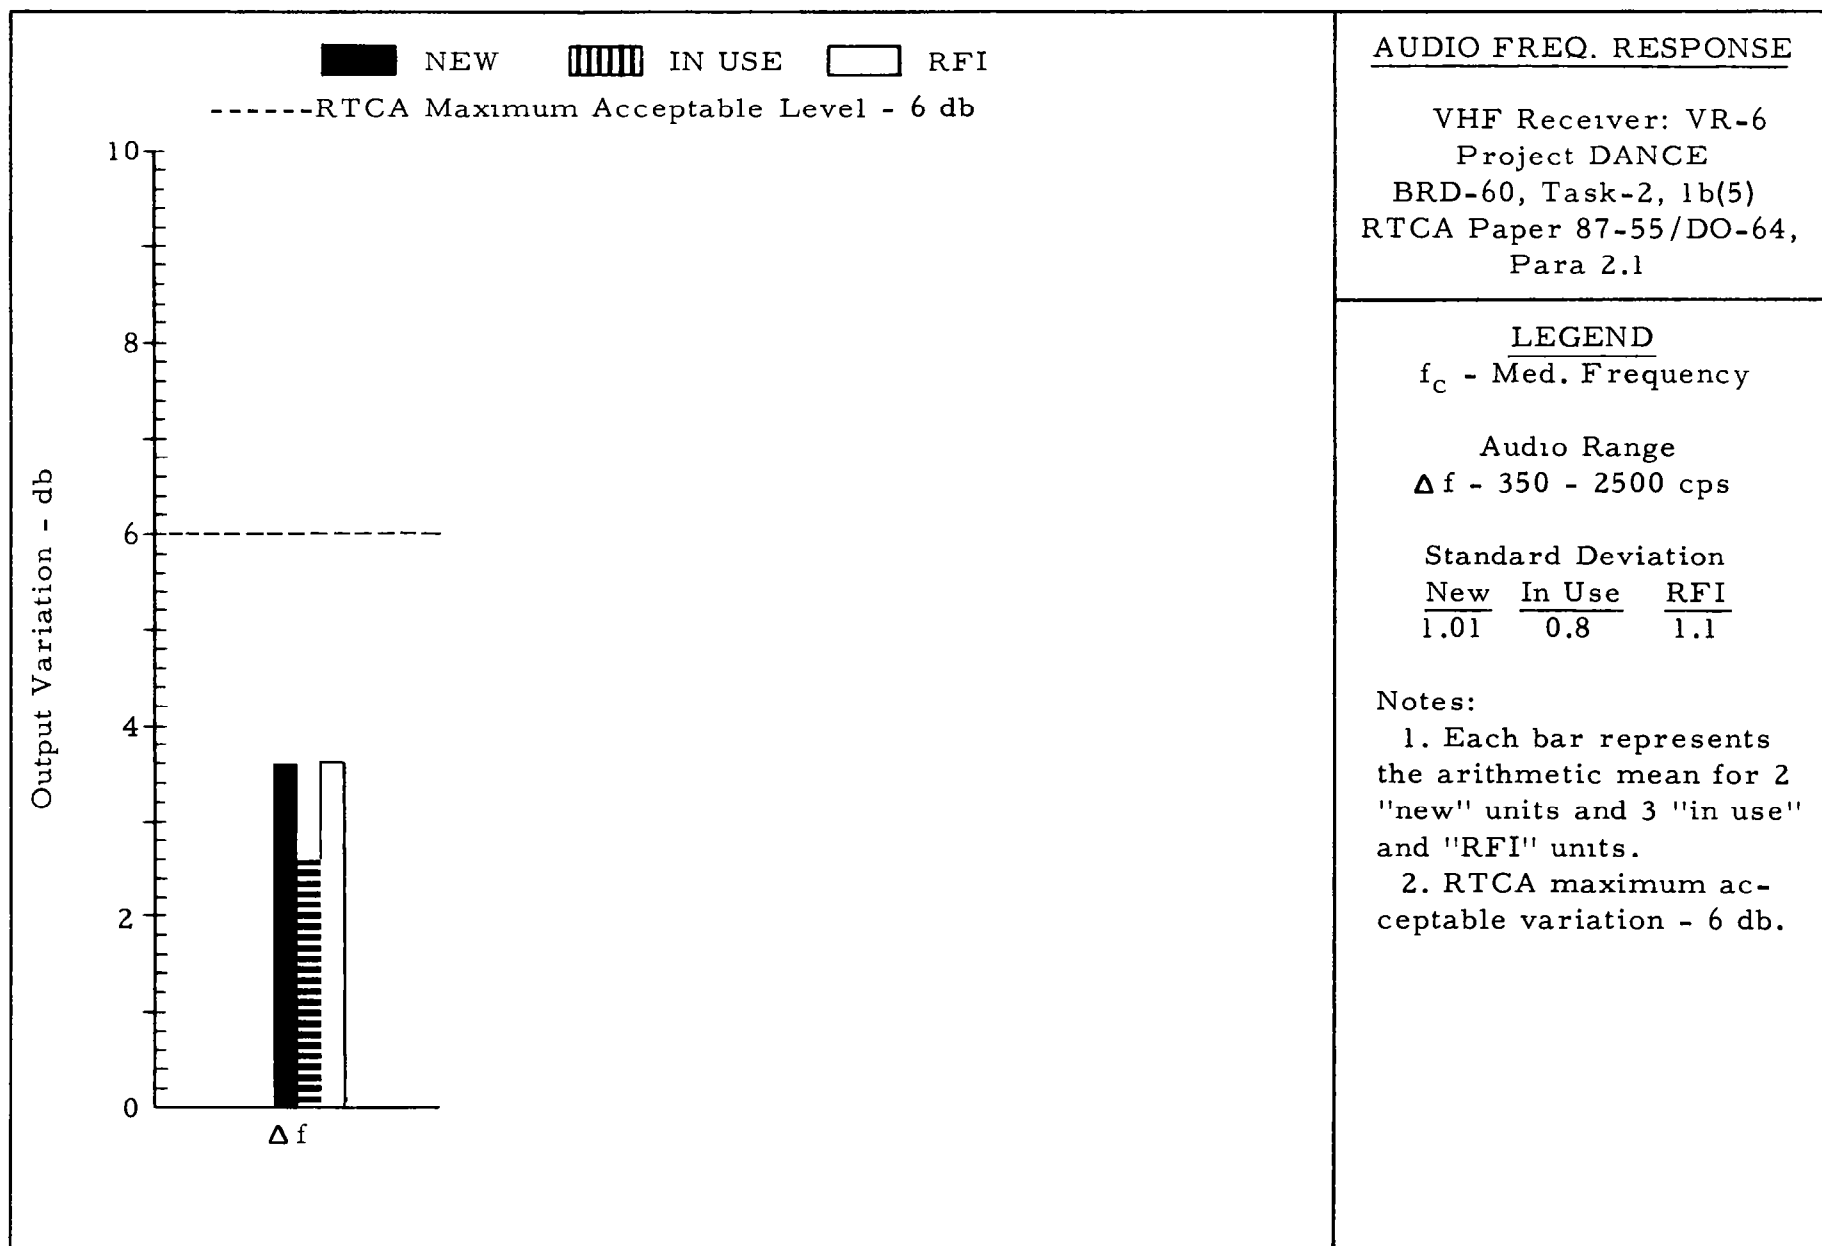 NEW IN USE RFI
------RTCA Maximum Acceptable Level - 6 db
10
8
6
4
2
0
Output Variation - db
Δ f
AUDIO FREQ. RESPONSE
VHF Receiver: VR-6
Project DANCE
BRD-60, Task-2, 1b(5)
RTCA Paper 87-55/DO-64,
Para 2.1
LEGEND
fc - Med. Frequency
Audio Range
Δ f - 350 - 2500 cps
Standard Deviation
New In Use RFI
1.01 0.8 1.1
Notes:
1. Each bar represents
the arithmetic mean for 2
"new" units and 3 "in use"
and "RFI" units.
2. RTCA maximum ac-
ceptable variation - 6 db.